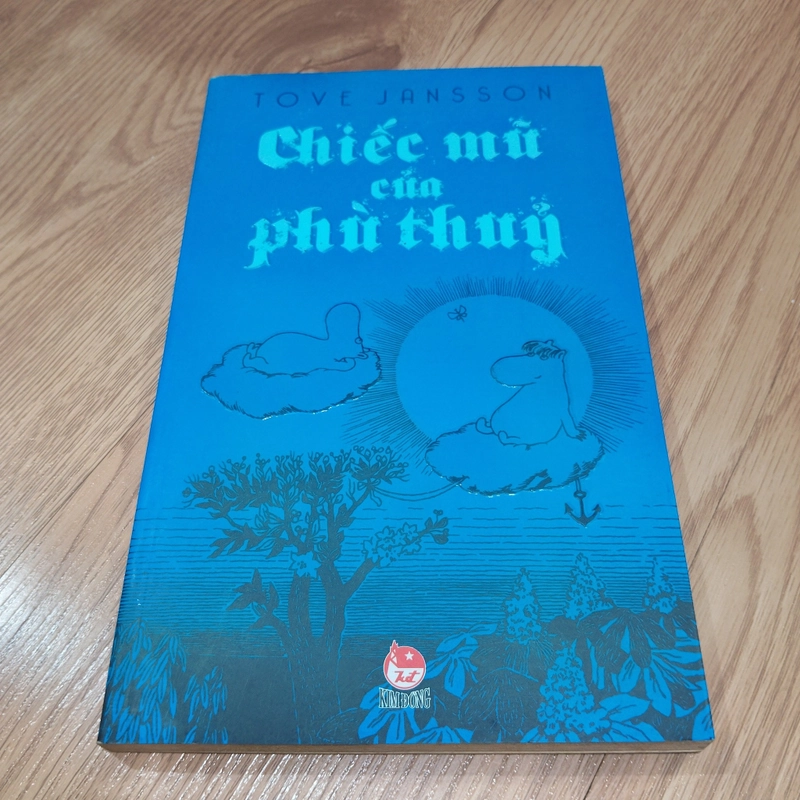 TOVE JANSSON
Chiếc mũ
của
phù thuỷ
KIM ĐỒNG